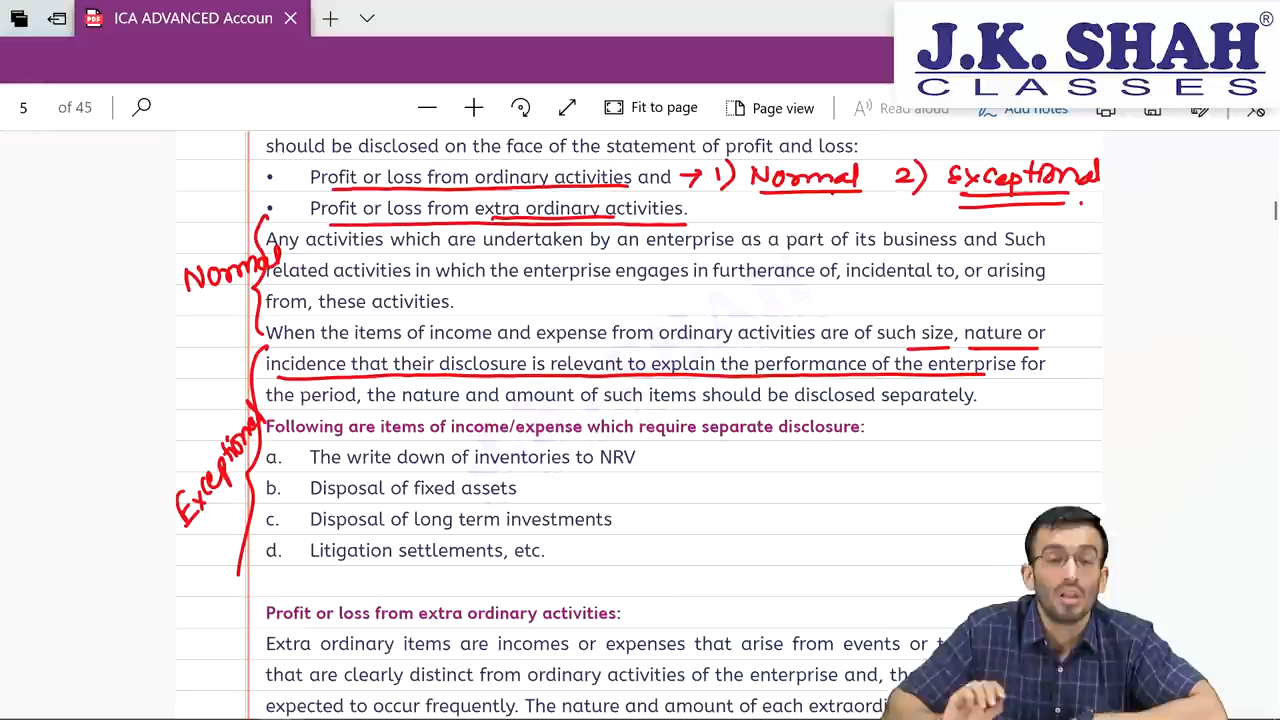 ICA ADVANCED Accoun
J.K. SHAH®
CLASSES
5 of 45
Fit to page
Page view
Read aloud
Add notes
should be disclosed on the face of the statement of profit and loss:
• Profit or loss from ordinary activities and → 1) Normal 2) Exceptional
• Profit or loss from extra ordinary activities.
Any activities which are undertaken by an enterprise as a part of its business and Such
Normal
related activities in which the enterprise engages in furtherance of, incidental to, or arising
from, these activities.
When the items of income and expense from ordinary activities are of such size, nature or
incidence that their disclosure is relevant to explain the performance of the enterprise for
the period, the nature and amount of such items should be disclosed separately.
Exceptional
Following are items of income/expense which require separate disclosure:
a. The write down of inventories to NRV
b. Disposal of fixed assets
c. Disposal of long term investments
d. Litigation settlements, etc.
Profit or loss from extra ordinary activities:
Extra ordinary items are incomes or expenses that arise from events or
that are clearly distinct from ordinary activities of the enterprise and,
expected to occur frequently. The nature and amount of each